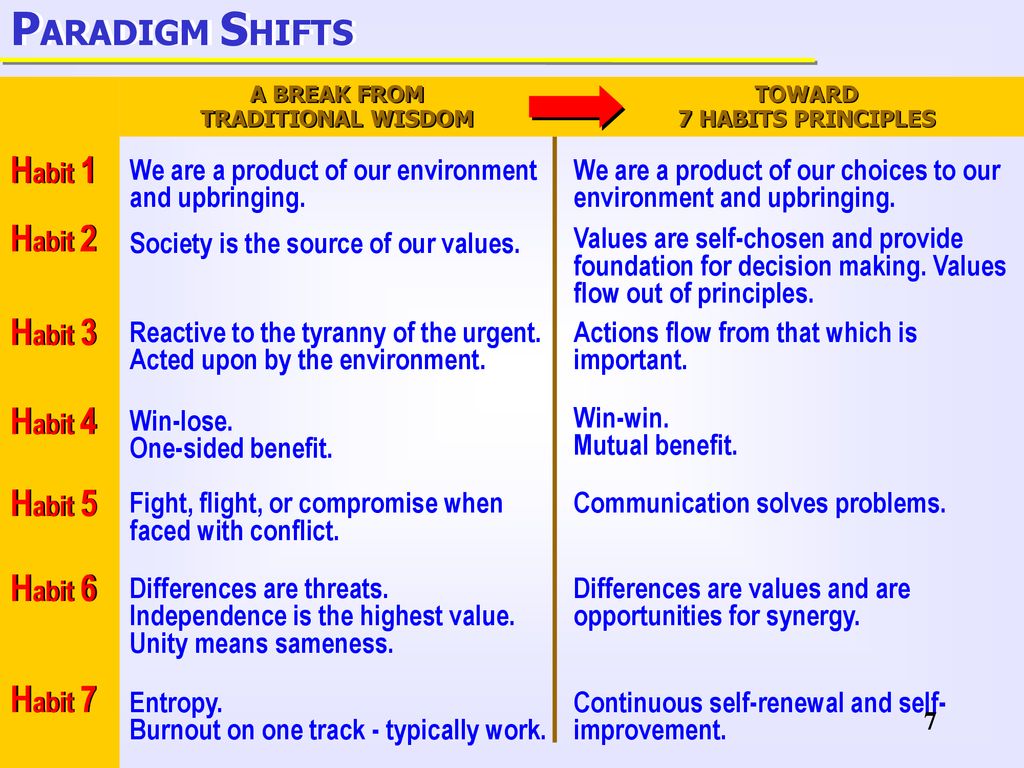 PARADIGM SHIFTS
A BREAK FROM
TRADITIONAL WISDOM
TOWARD
7 HABITS PRINCIPLES
Habit 1
We are a product of our environment
and upbringing.
We are a product of our choices to our
environment and upbringing.
Habit 2
Society is the source of our values.
Values are self-chosen and provide
foundation for decision making. Values
flow out of principles.
Habit 3
Reactive to the tyranny of the urgent.
Acted upon by the environment.
Actions flow from that which is
important.
Habit 4
Win-lose.
One-sided benefit.
Win-win.
Mutual benefit.
Habit 5
Fight, flight, or compromise when
faced with conflict.
Communication solves problems.
Habit 6
Differences are threats.
Independence is the highest value.
Unity means sameness.
Differences are values and are
opportunities for synergy.
Habit 7
Entropy.
Burnout on one track - typically work.
Continuous self-renewal and self-
improvement.
7